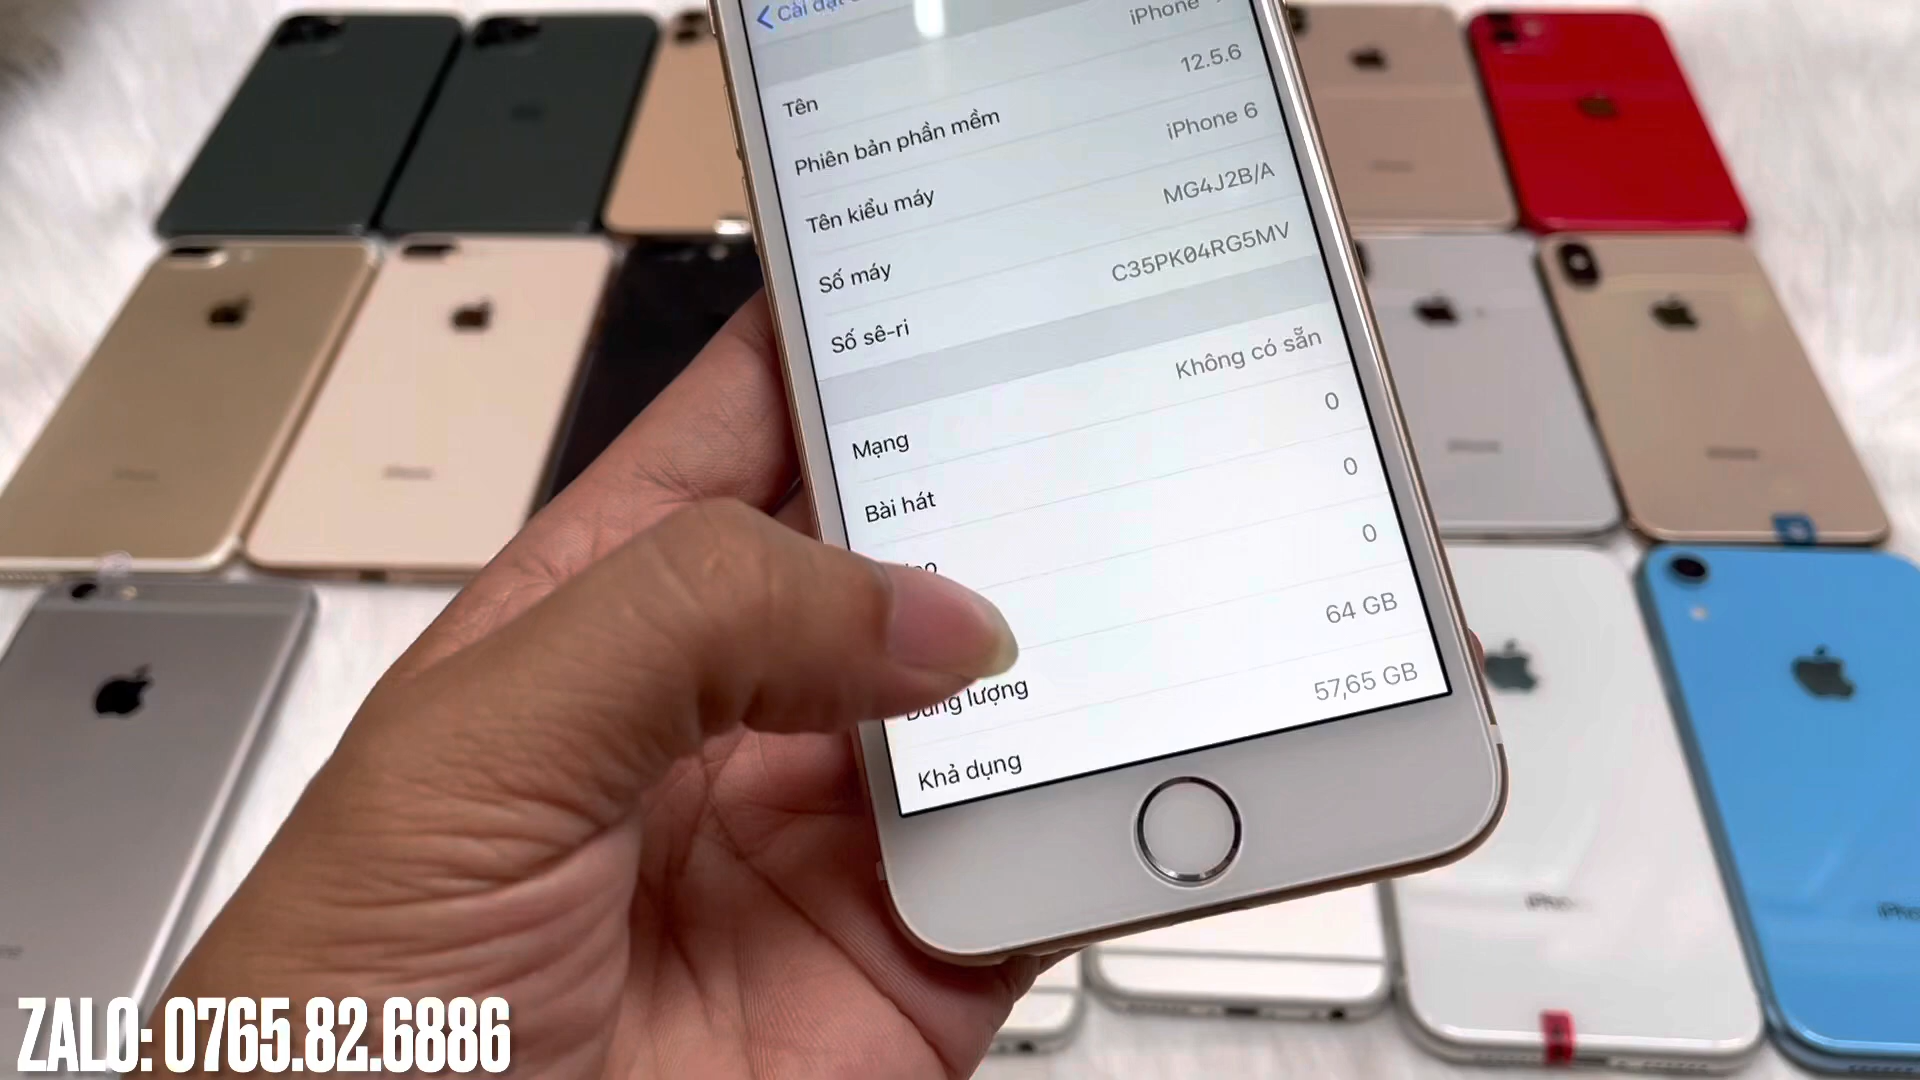 Cài đặt
Tên
iPhone
Phiên bản phần mềm
12.5.6
Tên kiểu máy
iPhone 6
Số máy
MG4J2B/A
Số sê-ri
C35PK04RG5MV
Mạng
Không có sẵn
Bài hát
0
0
0
Dung lượng
64 GB
Khả dụng
57,65 GB
ZALO: 0765.82.6886